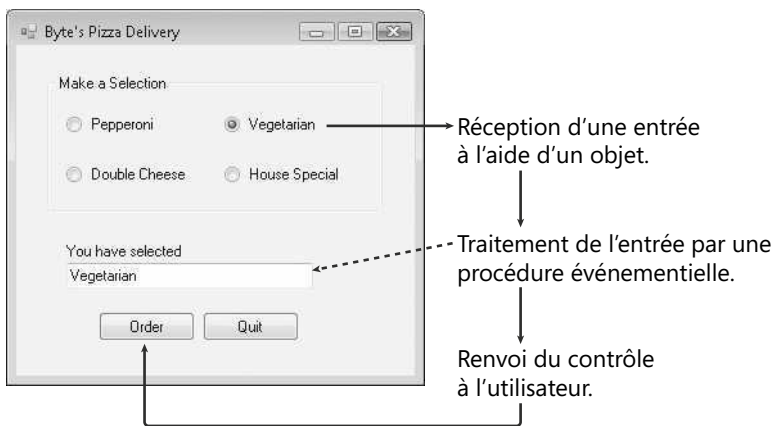 Byte's Pizza Delivery
Make a Selection
Pepperoni
Vegetarian
Double Cheese
House Special
You have selected
Vegetarian
Order
Quit
Réception d'une entrée
à l'aide d'un objet.
Traitement de l'entrée par une
procédure événementielle.
Renvoi du contrôle
à l'utilisateur.